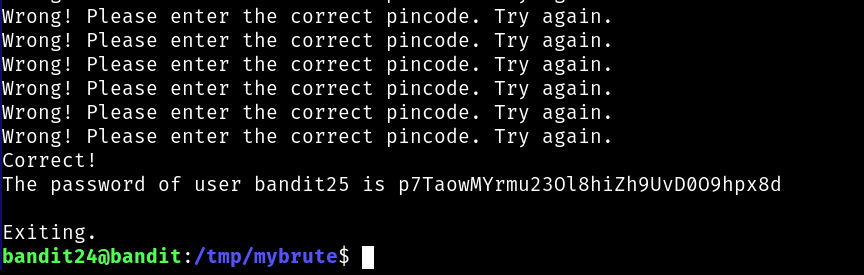 Wrong! Please enter the correct pincode. Try again.
Wrong! Please enter the correct pincode. Try again.
Wrong! Please enter the correct pincode. Try again.
Wrong! Please enter the correct pincode. Try again.
Wrong! Please enter the correct pincode. Try again.
Wrong! Please enter the correct pincode. Try again.
Correct!
The password of user bandit25 is p7TaowMYrmu23Ol8hiZh9UvD0O9hpx8d

Exiting.
bandit24@bandit:/tmp/mybrute$